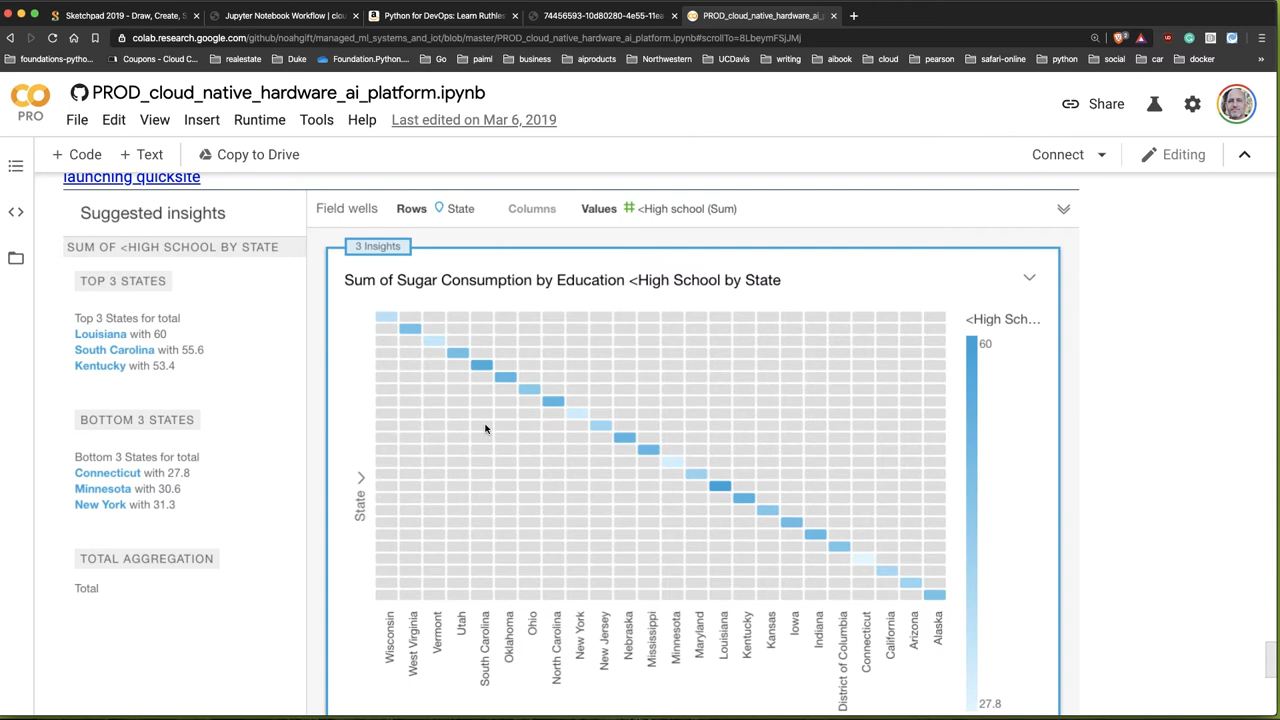 Sketchpad 2019 - Draw, Create, S
Jupyter Notebook Workflow | clou
Python for DevOps: Learn Ruthles
74456593-10d80280-4e55-11ea
PROD_cloud_native_hardware_ai_
colab.research.google.com/github/noahgift/managed_ml_systems_and_iot/blob/master/PROD_cloud_native_hardware_ai_platform.ipynb#scrollTo=8LbeymFSjJMj
foundations-pytho... Coupons - Cloud C... realestate Duke Foundation.Python.... Go paiml business aiproducts Northwestern UCDavis writing aibook cloud pearson safari-online python social car docker
PROD_cloud_native_hardware_ai_platform.ipynb
PRO
Share
File Edit View Insert Runtime Tools Help Last edited on Mar 6, 2019
+ Code + Text Copy to Drive
Connect
Editing
launching quicksite
Suggested insights
SUM OF <HIGH SCHOOL BY STATE
TOP 3 STATES
Top 3 States for total
Louisiana with 60
South Carolina with 55.6
Kentucky with 53.4
BOTTOM 3 STATES
Bottom 3 States for total
Connecticut with 27.8
Minnesota with 30.6
New York with 31.3
TOTAL AGGREGATION
Total
Field wells Rows State Columns Values <High school (Sum)
3 Insights
Sum of Sugar Consumption by Education <High School by State
<High Sch...
60
27.8
State
Wisconsin
West Virginia
Vermont
Utah
South Carolina
Oklahoma
Ohio
North Carolina
New York
New Jersey
Nebraska
Mississippi
Minnesota
Maryland
Louisiana
Kentucky
Kansas
Iowa
Indiana
District of Columbia
Connecticut
California
Arizona
Alaska